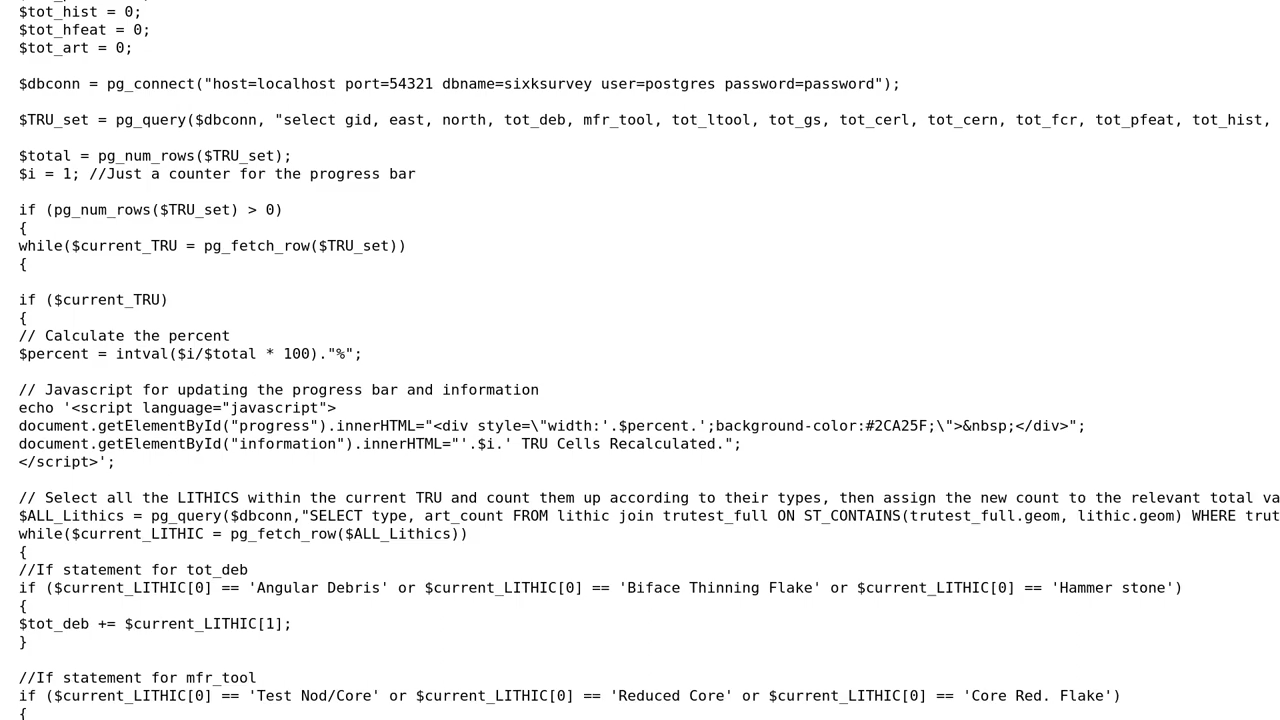 $tot_hist = 0;
$tot_hfeat = 0;
$tot_art = 0;
$dbconn = pg_connect("host=localhost port=54321 dbname=sixksurvey user=postgres password=password");
$TRU_set = pg_query($dbconn, "select gid, east, north, tot_deb, mfr_tool, tot_ltool, tot_gs, tot_cerl, tot_cern, tot_fcr, tot_pfeat, tot_hist,
$total = pg_num_rows($TRU_set);
$i = 1; //Just a counter for the progress bar
if (pg_num_rows($TRU_set) > 0)
{
while($current_TRU = pg_fetch_row($TRU_set))
{
if ($current_TRU)
{
// Calculate the percent
$percent = intval($i/$total * 100)."%";
// Javascript for updating the progress bar and information
echo '<script language="javascript">
document.getElementById("progress").innerHTML="<div style=\"width:'.$percent.';background-color:#2CA25F;\">&nbsp;</div>";
document.getElementById("information").innerHTML="'.$i.' TRU Cells Recalculated.";
</script>';
// Select all the LITHICS within the current TRU and count them up according to their types, then assign the new count to the relevant total va
$ALL_Lithics = pg_query($dbconn,"SELECT type, art_count FROM lithic join trutest_full ON ST_CONTAINS(trutest_full.geom, lithic.geom) WHERE trut
while($current_LITHIC = pg_fetch_row($ALL_Lithics))
{
//If statement for tot_deb
if ($current_LITHIC[0] == 'Angular Debris' or $current_LITHIC[0] == 'Biface Thinning Flake' or $current_LITHIC[0] == 'Hammer stone')
{
$tot_deb += $current_LITHIC[1];
}
//If statement for mfr_tool
if ($current_LITHIC[0] == 'Test Nod/Core' or $current_LITHIC[0] == 'Reduced Core' or $current_LITHIC[0] == 'Core Red. Flake')
{